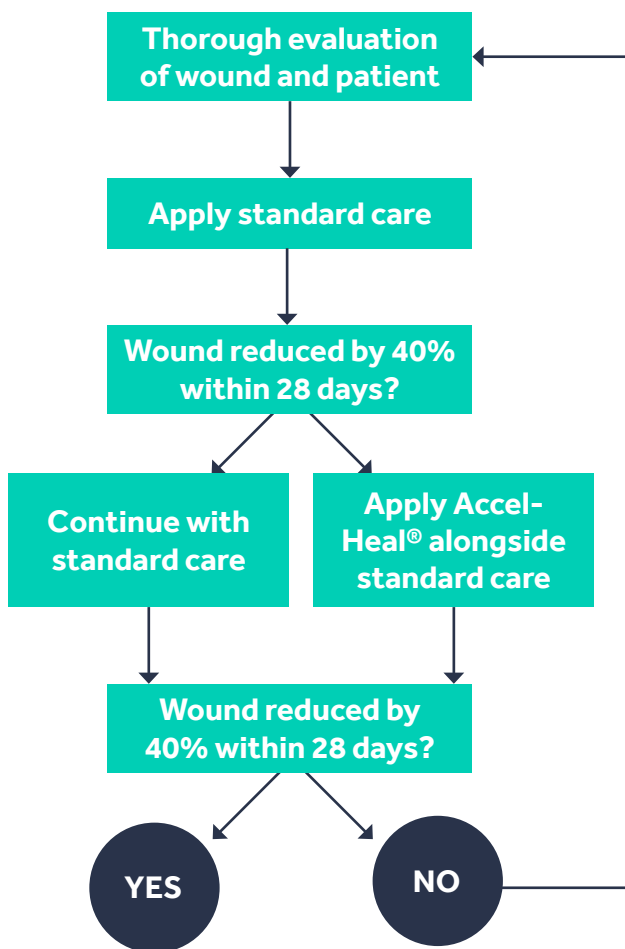 Thorough evaluation
of wound and patient
Apply standard care
Wound reduced by 40%
within 28 days?
Continue with
standard care
Apply Accel-
Heal® alongside
standard care
Wound reduced by
40% within 28 days?
YES
NO